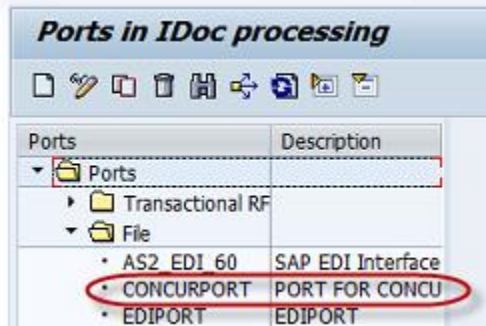 Ports in IDoc processing
Ports Description
Ports
Transactional RF
File
AS2_EDI_60 SAP EDI Interface
CONCURPORT PORT FOR CONCU
EDIPORT EDIPORT